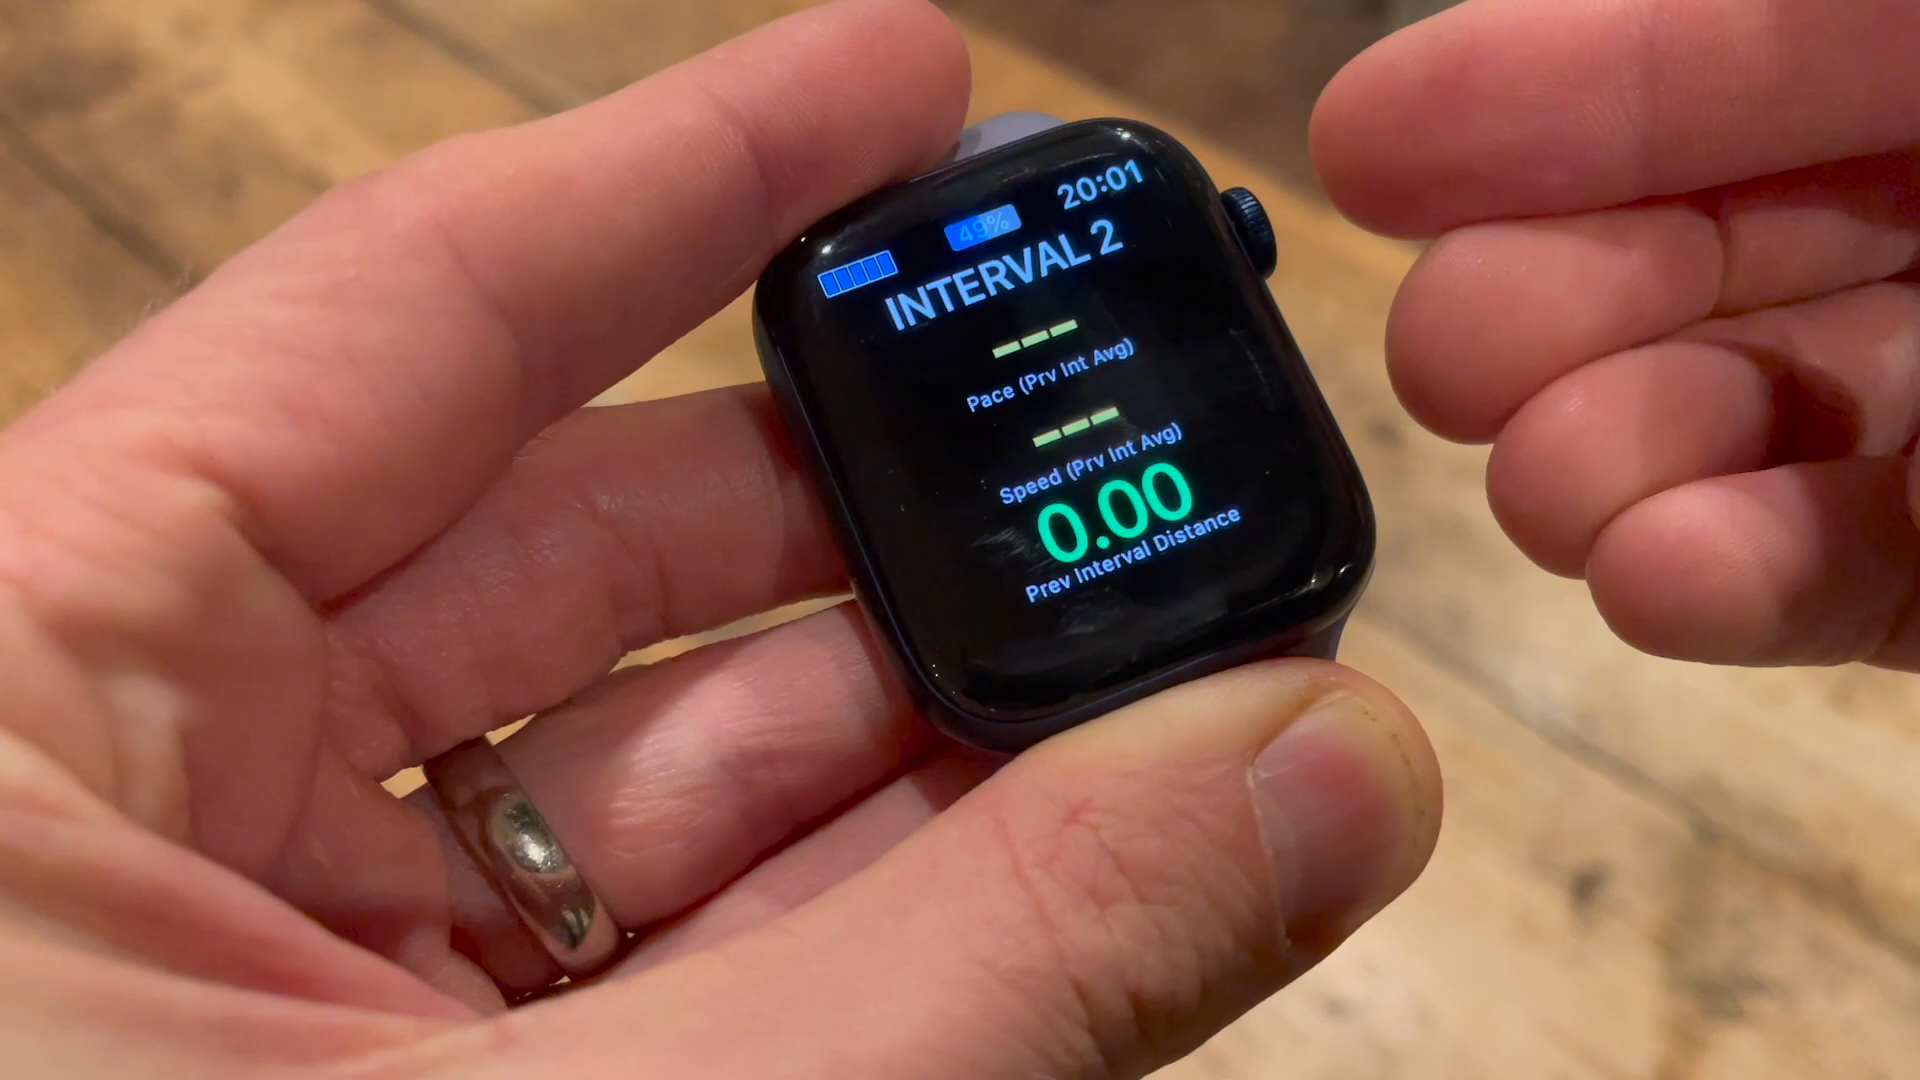 20:01
49%
INTERVAL 2
---
Pace (Prv Int Avg)
---
Speed (Prv Int Avg)
0.00
Prev Interval Distance